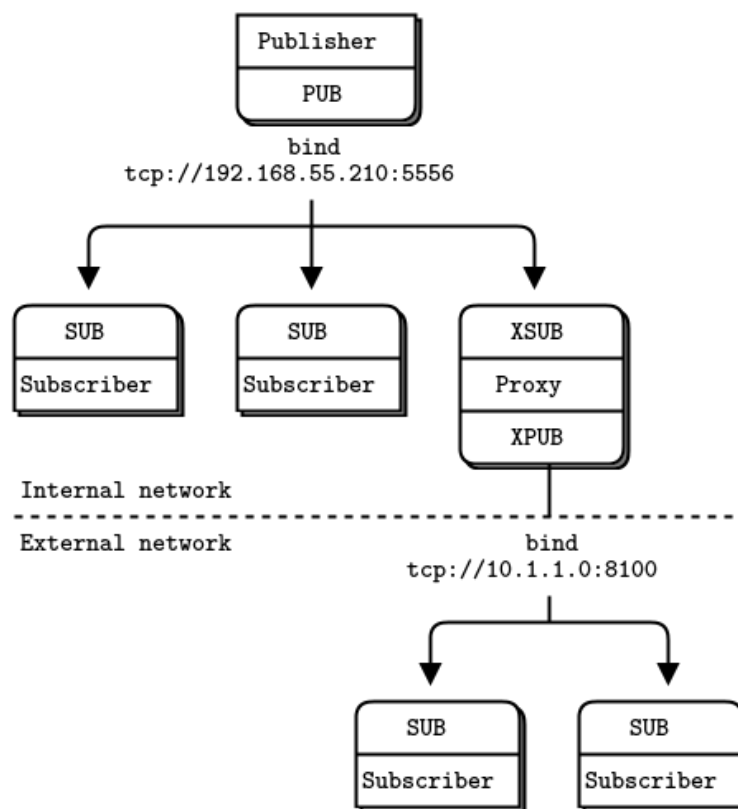 Publisher
PUB
bind
tcp://192.168.55.210:5556
SUB SUB XSUB
Subscriber Subscriber Proxy
XPUB
Internal network
External network bind
tcp://10.1.1.0:8100
SUB SUB
Subscriber Subscriber